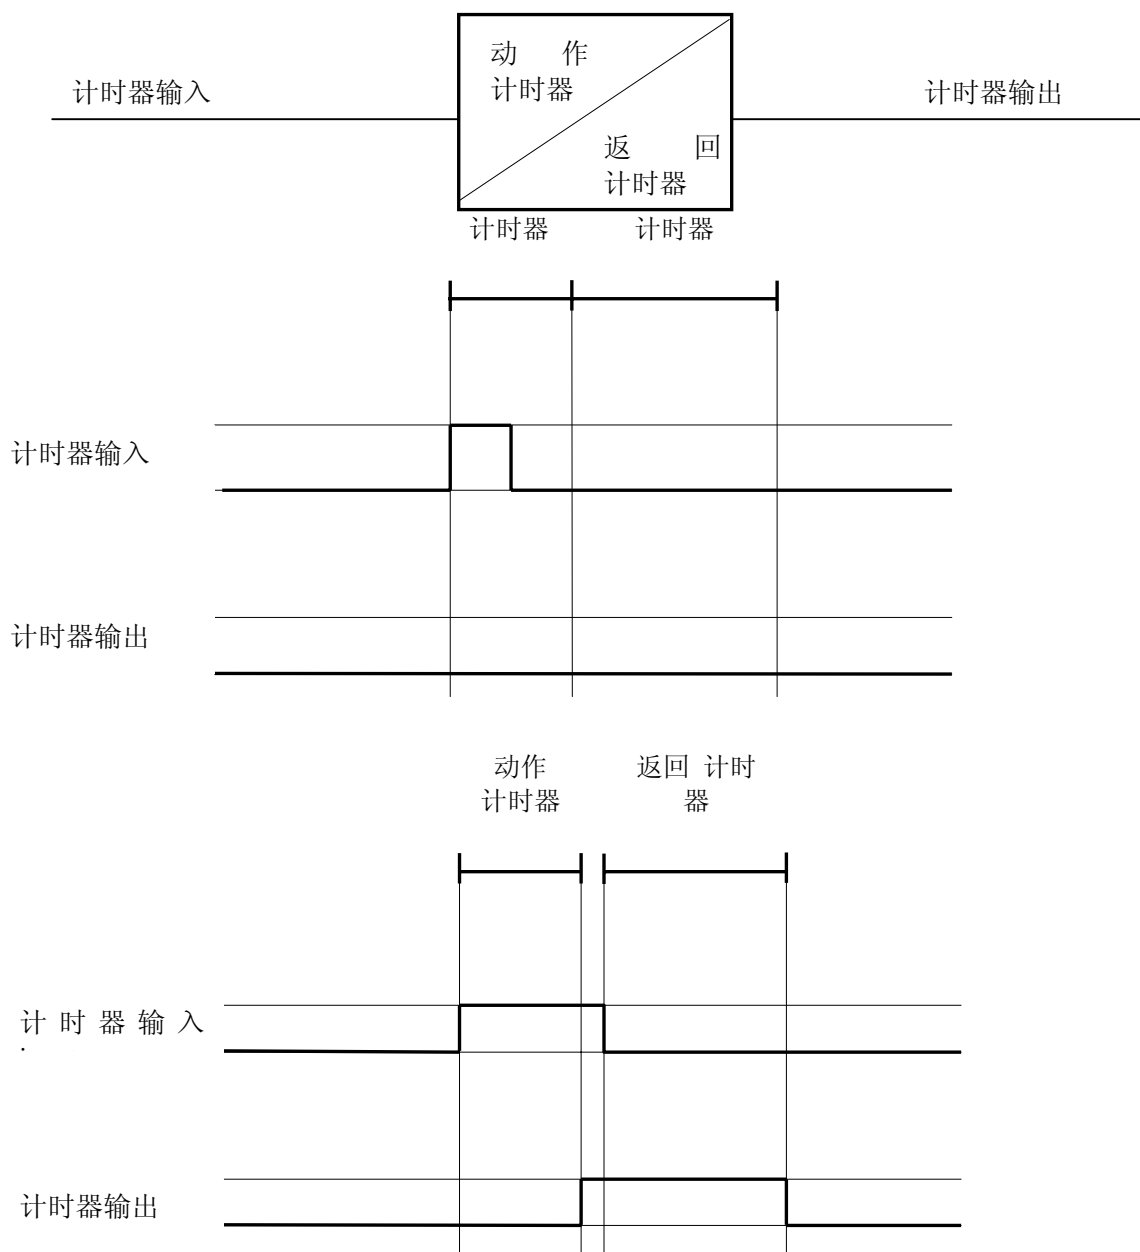 动 作
计时器
计时器输入
计时器输出
返 回
计时器
计时器 计时器
计时器输入
计时器输出
动作 返回 计时
计时器 器
计 时 器 输 入
.
计时器输出